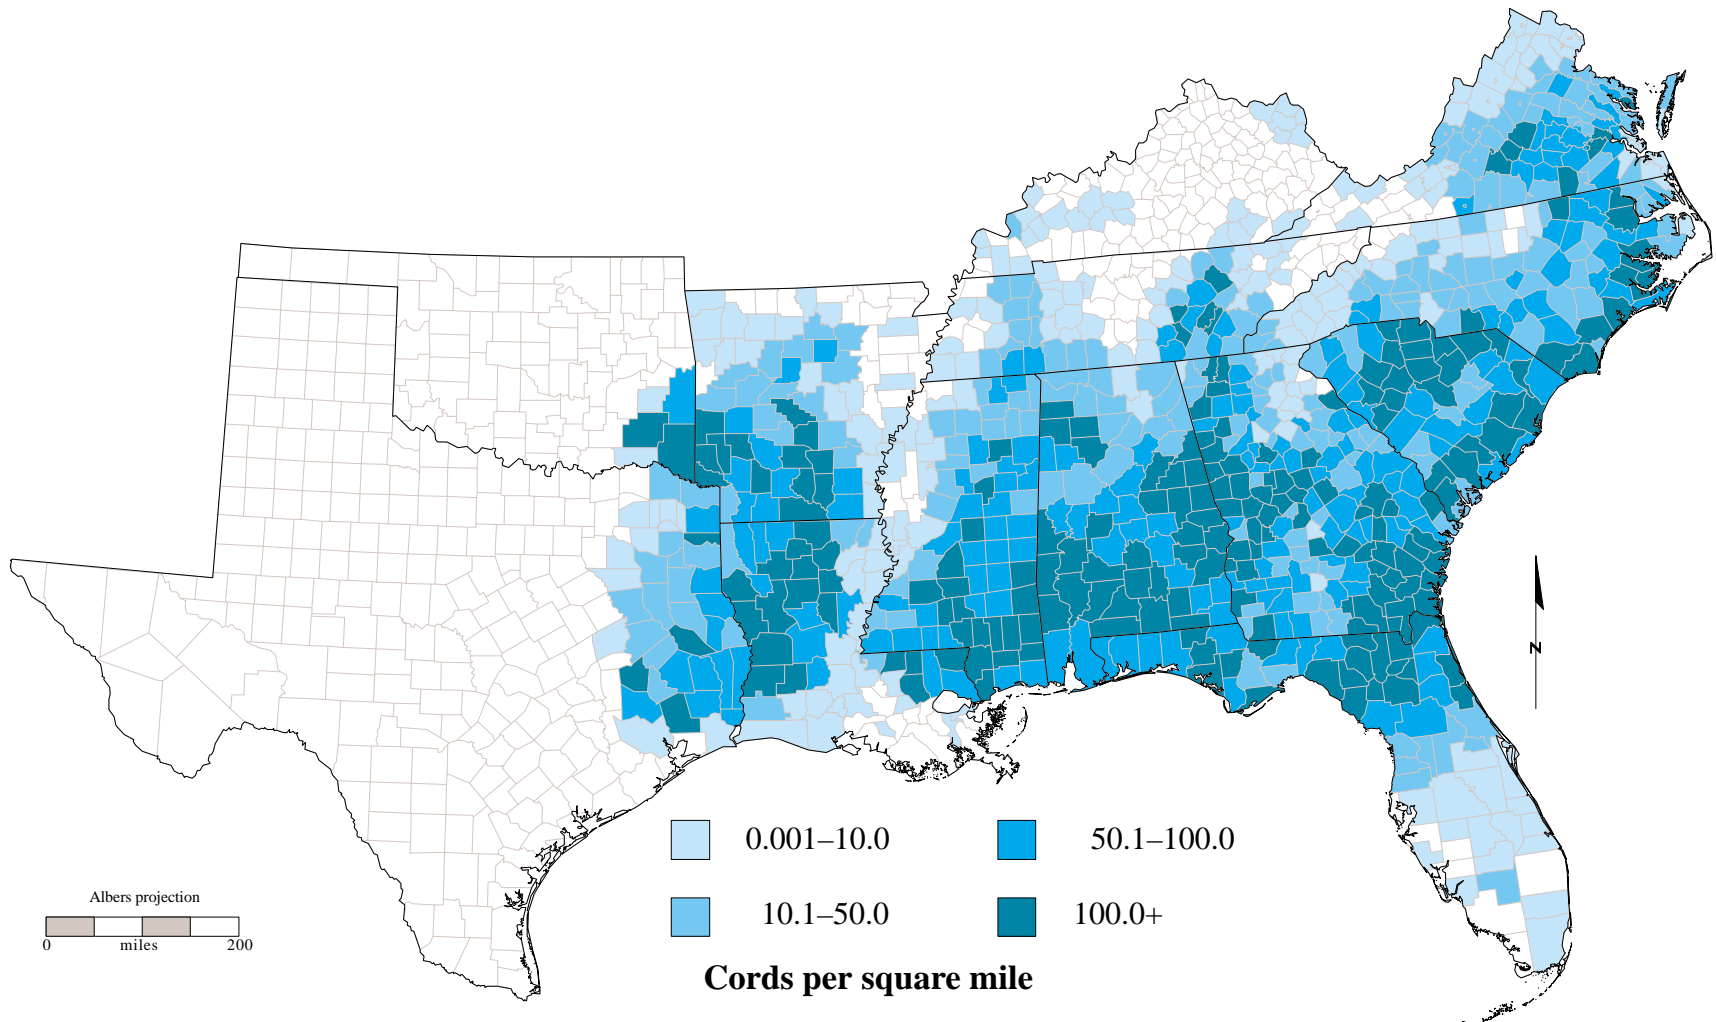 0.001–10.0
50.1–100.0
10.1–50.0
100.0+
Cords per square mile
Albers projection
0 miles 200
N